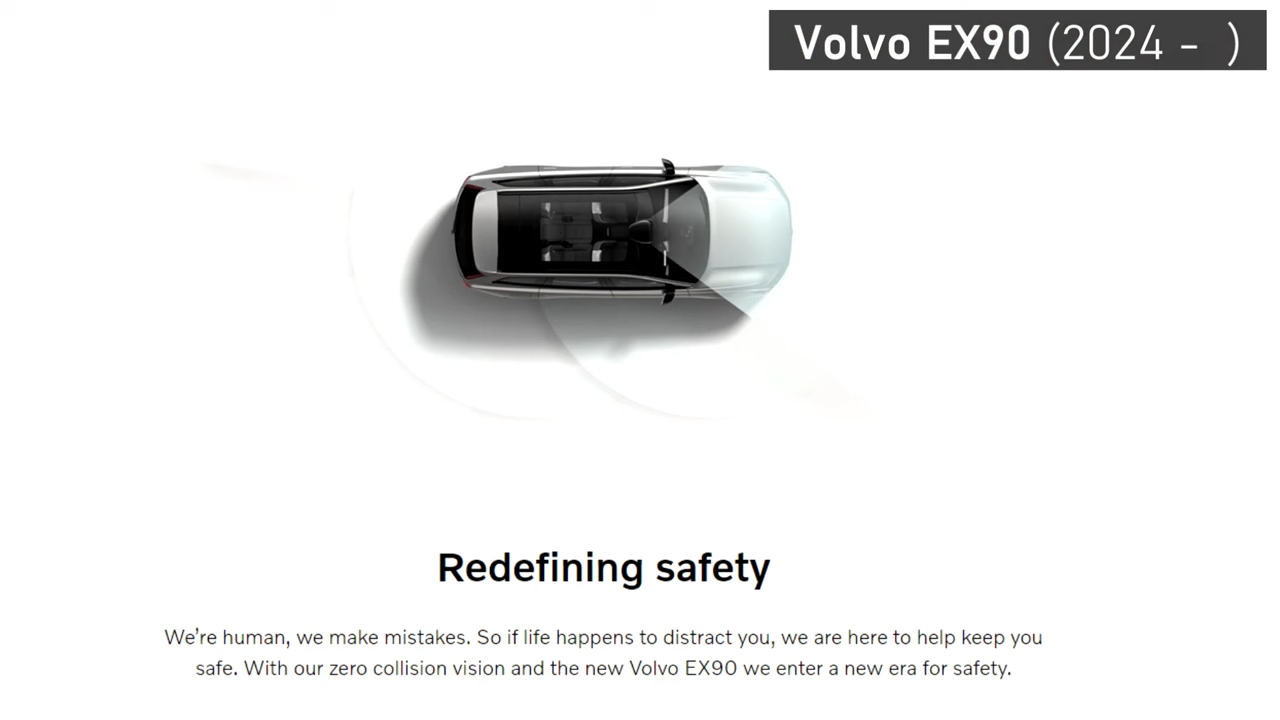 Volvo EX90 (2024 - )
Redefining safety
We're human, we make mistakes. So if life happens to distract you, we are here to help keep you
safe. With our zero collision vision and the new Volvo EX90 we enter a new era for safety.